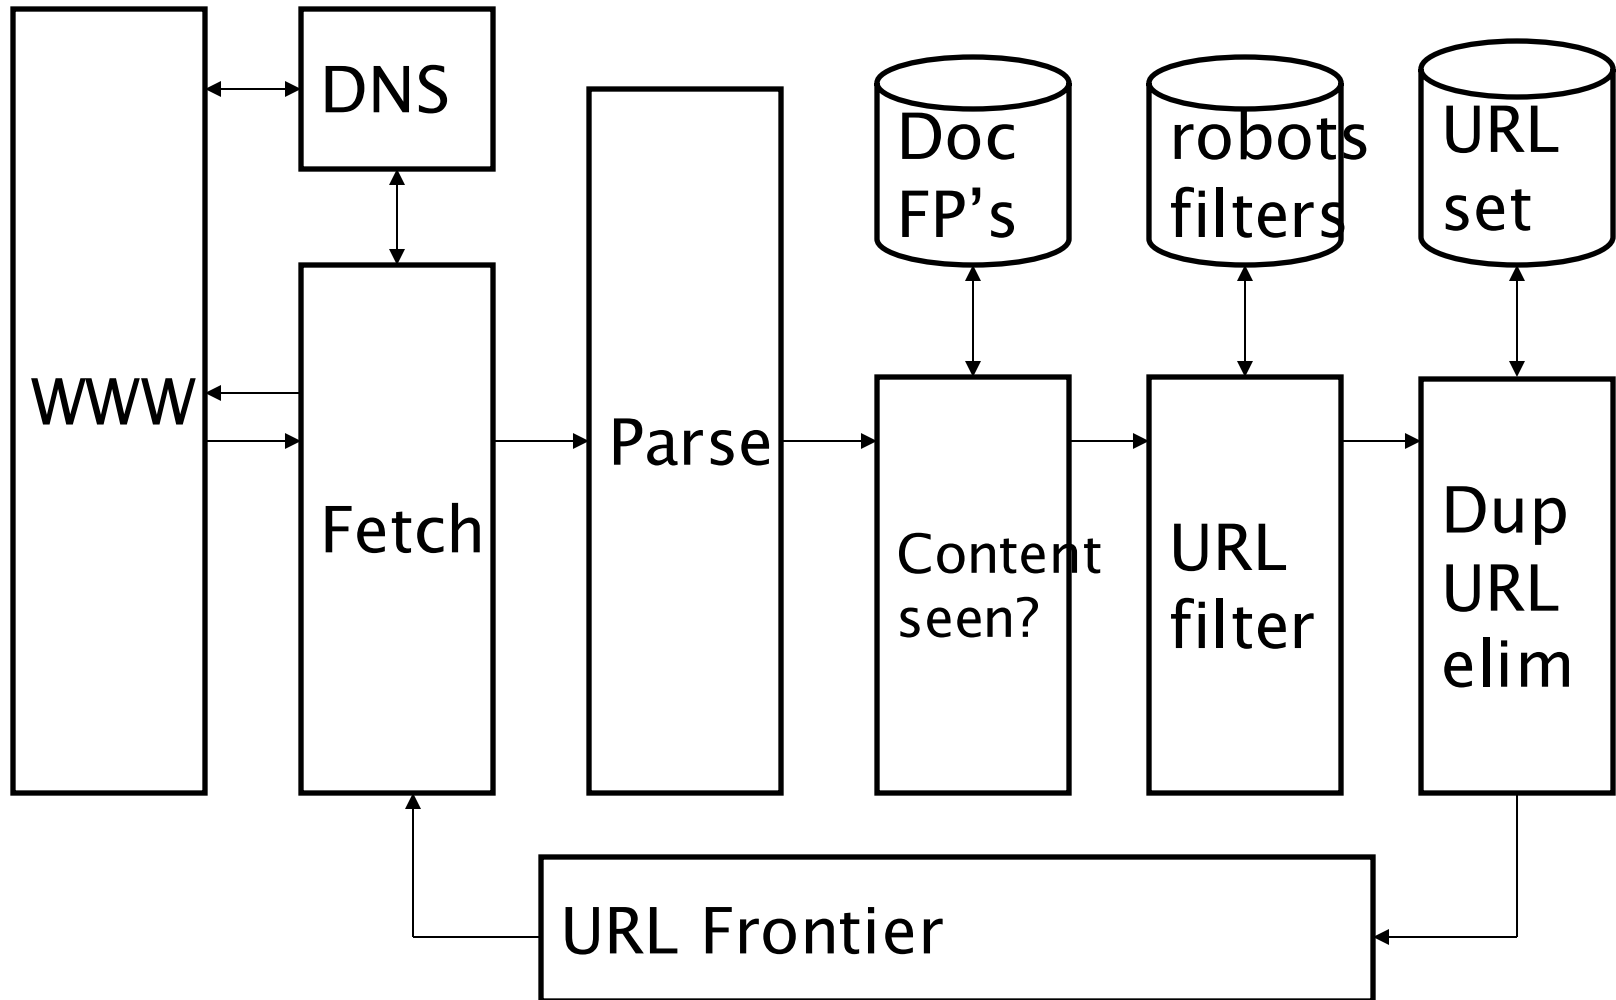 DNS
Doc
FP’s
robots
filters
URL
set
WWW
Fetch
Parse
Content
seen?
URL
filter
Dup
URL
elim
URL Frontier